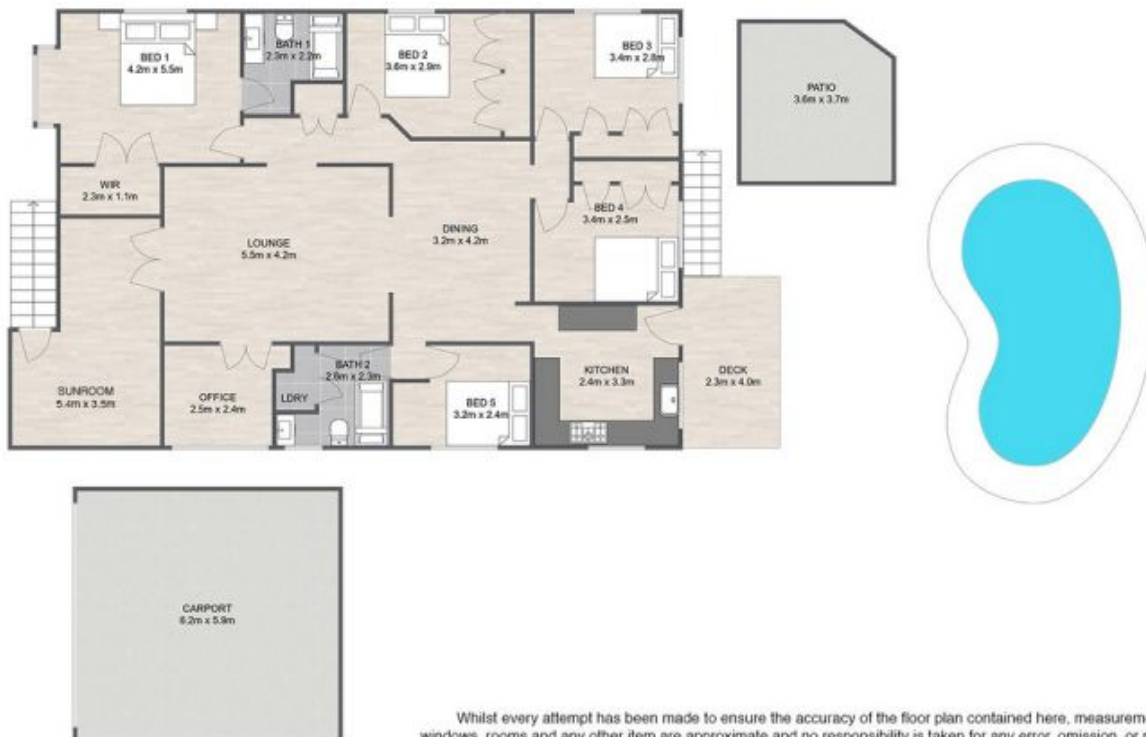 BED 1
4.2m x 5.5m
BATH 1
2.3m x 2.2m
BED 2
3.6m x 2.9m
BED 3
3.4m x 2.8m
PATIO
3.6m x 3.7m
WIR
2.3m x 1.1m
LOUNGE
5.5m x 4.2m
DINING
3.2m x 4.2m
BED 4
3.4m x 2.5m
SUNROOM
5.4m x 3.5m
OFFICE
2.5m x 2.4m
LDRY
BATH 2
2.6m x 2.3m
BED 5
3.2m x 2.4m
KITCHEN
2.4m x 3.3m
DECK
2.3m x 4.0m
CARPORT
6.2m x 5.9m
Whilst every attempt has been made to ensure the accuracy of the floor plan contained here, measureme
windows, rooms and any other item are approximate and no responsibility is taken for any error, omission, or